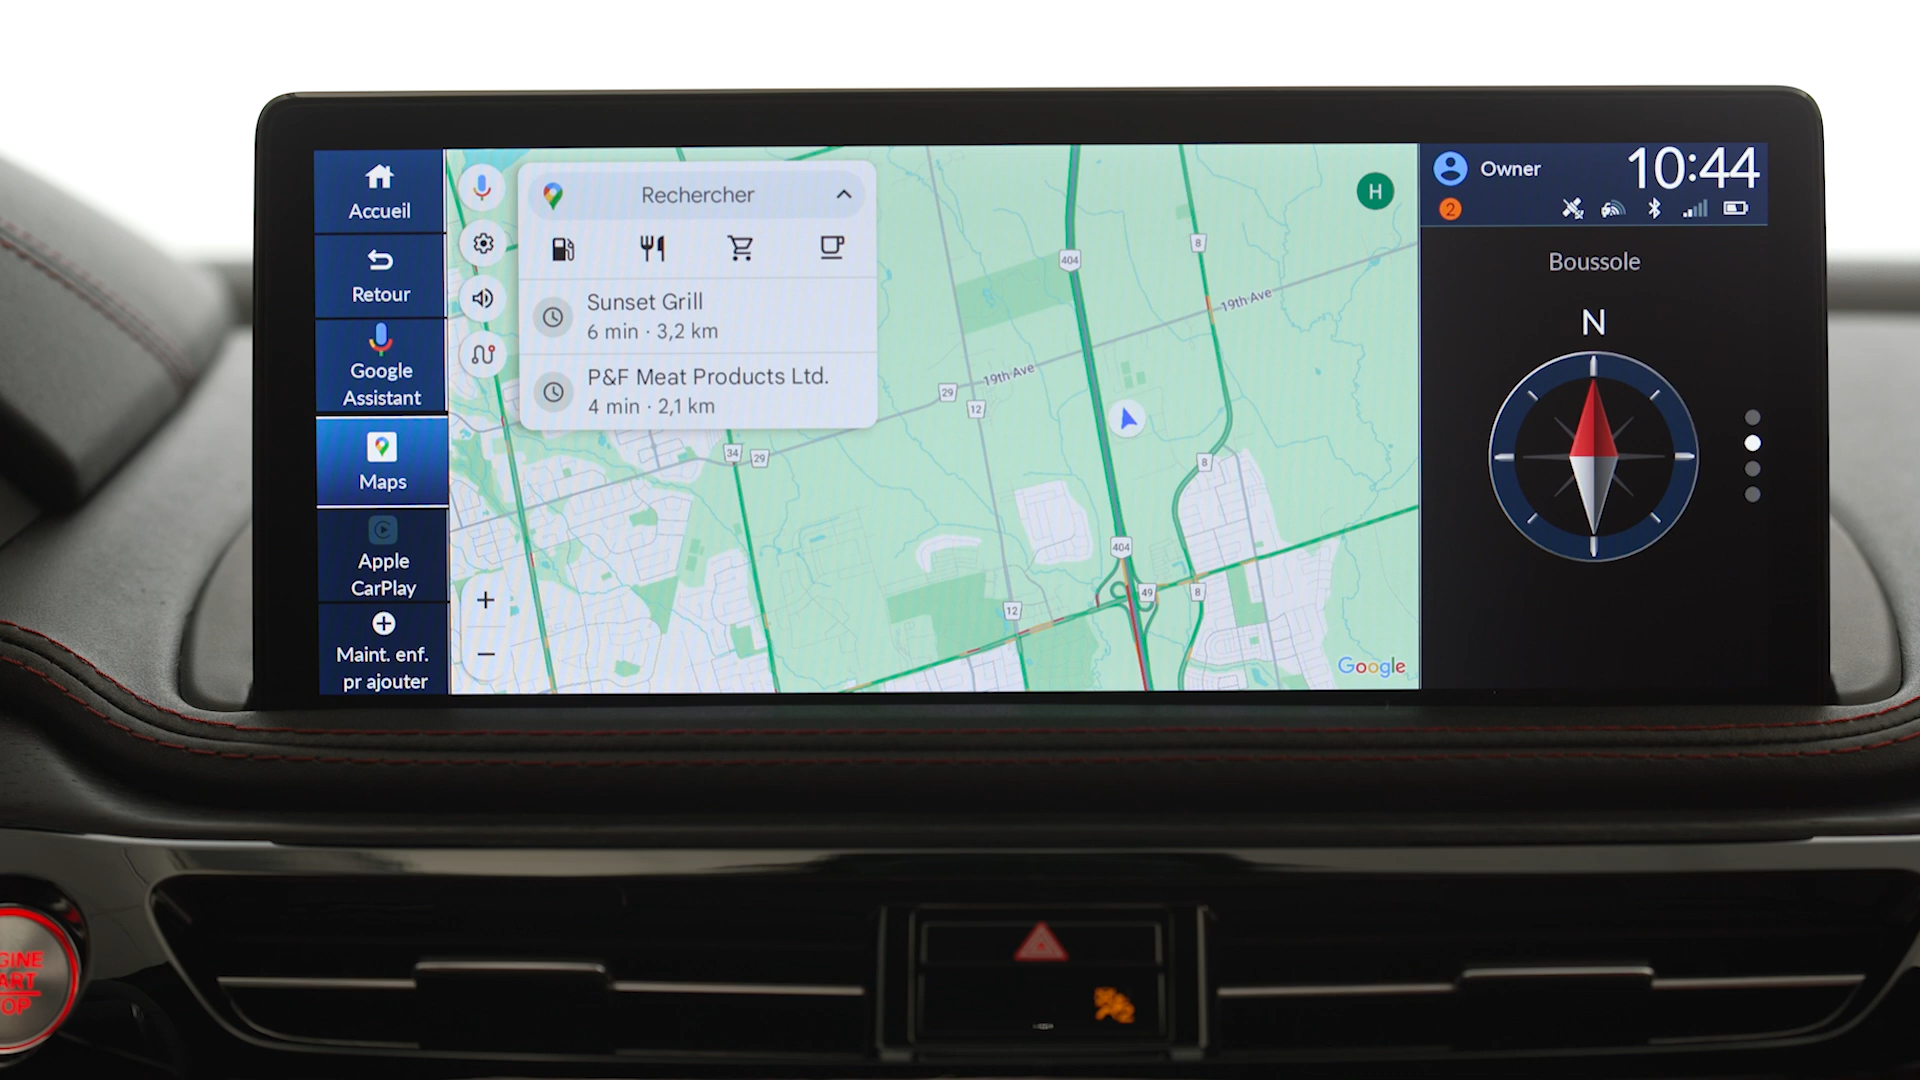 Accueil
Retour
Google
Assistant
Maps
Apple
CarPlay
Maint. enf.
pr ajouter
Rechercher
Sunset Grill
6 min · 3,2 km
P&F Meat Products Ltd.
4 min · 2,1 km
H
404
8
19th Ave
19th Ave
29
12
34
29
8
404
49
8
12
Google
Owner
10:44
2
Boussole
N